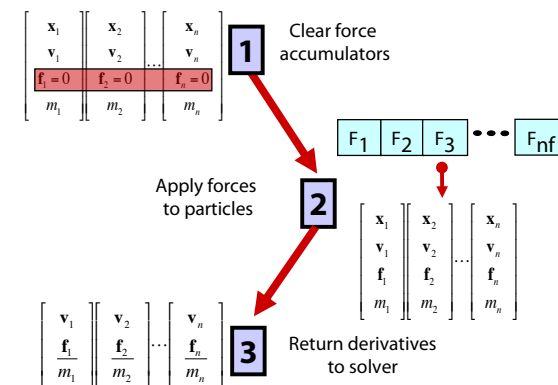 x₁ x₂ xₙ
v₁ v₂ ... vₙ
f₁ = 0 f₂ = 0 fₙ = 0
m₁ m₂ mₙ
1
Clear force
accumulators
F₁ F₂ F₃ ••• Fnf
Apply forces
to particles
2
x₁ x₂ xₙ
v₁ v₂ ... vₙ
f₁ f₂ fₙ
m₁ m₂ mₙ
v₁ v₂ ... vₙ
f₁ f₂ fₙ
m₁ m₂ mₙ
3
Return derivatives
to solver